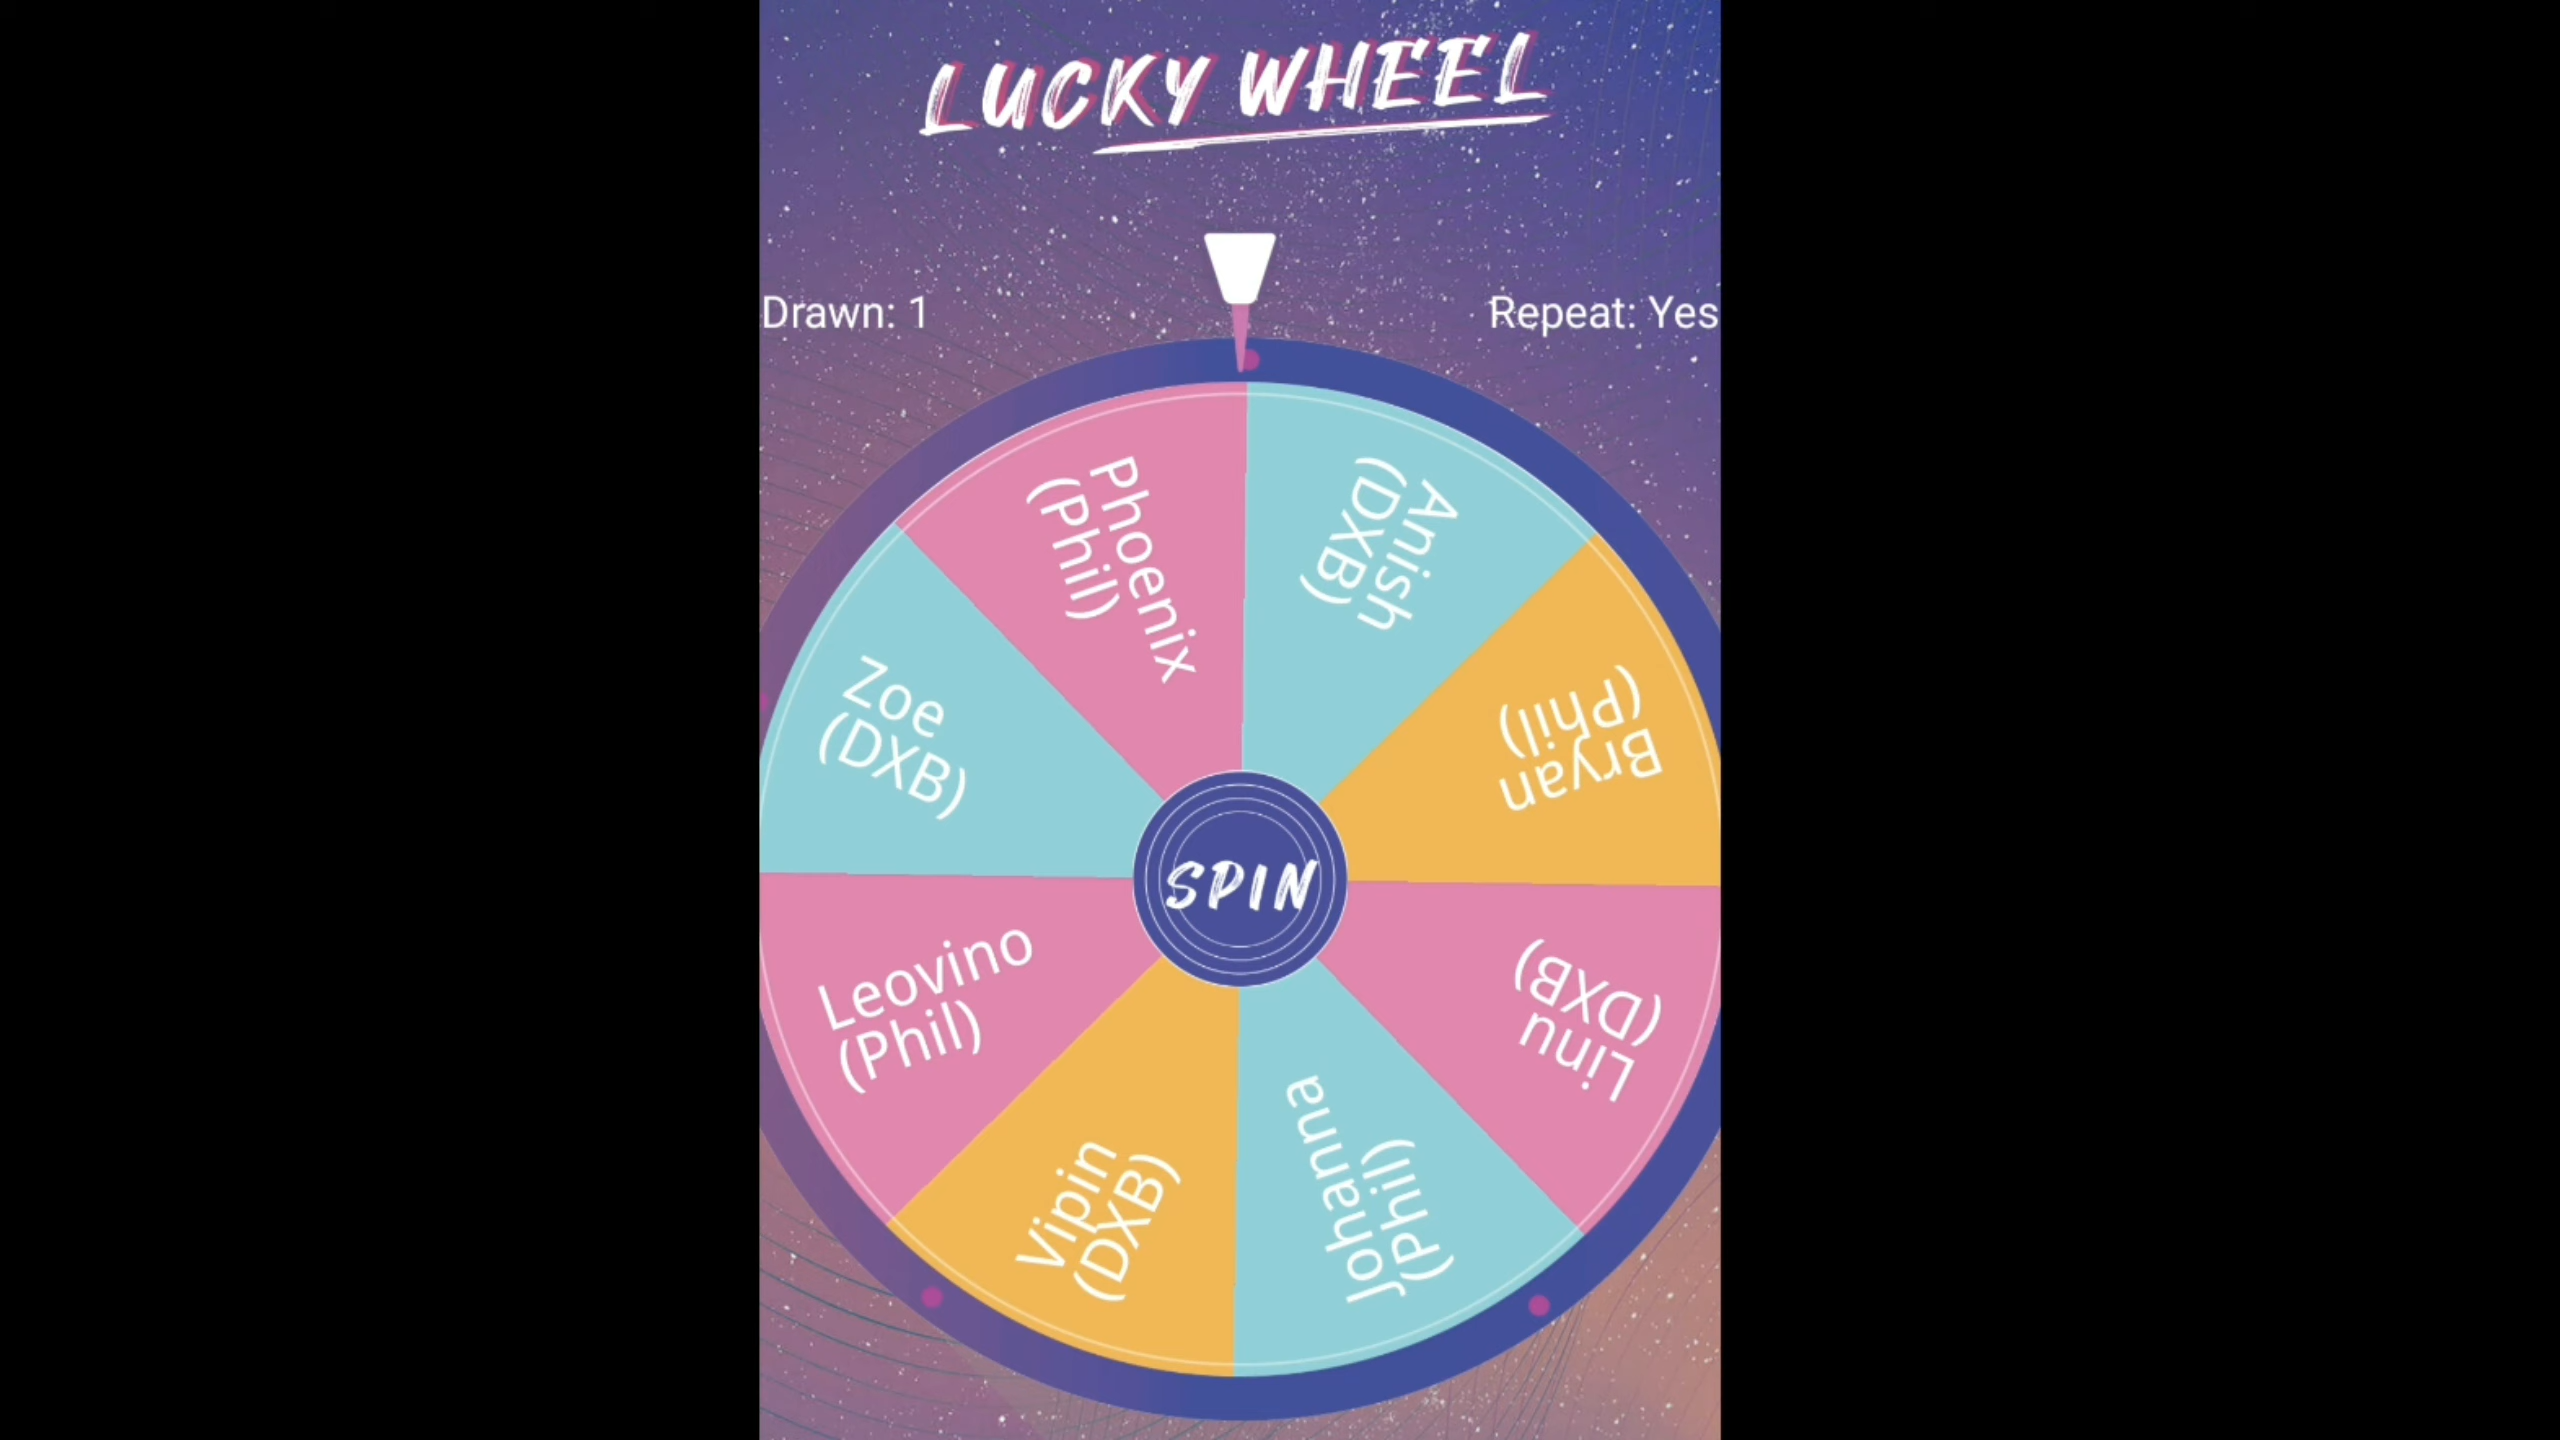 LUCKY WHEEL
Drawn: 1
Repeat: Yes
Phoenix
(Phil)
Anish
(DXB)
Bryan
(Phil)
Linu
(DXB)
Johanna
(Phil)
Vipin
(DXB)
Leovino
(Phil)
Zoe
(DXB)
SPIN